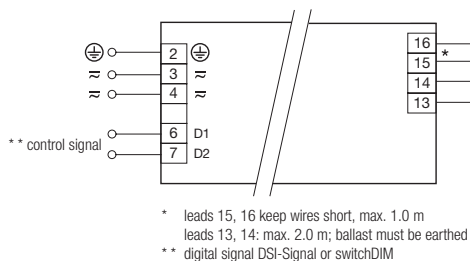 2
3 ≂
4 ≂
6 D1
7 D2
* * control signal
16
15 *
14
13
* leads 15, 16 keep wires short, max. 1.0 m
leads 13, 14: max. 2.0 m; ballast must be earthed
* * digital signal DSI-Signal or switchDIM